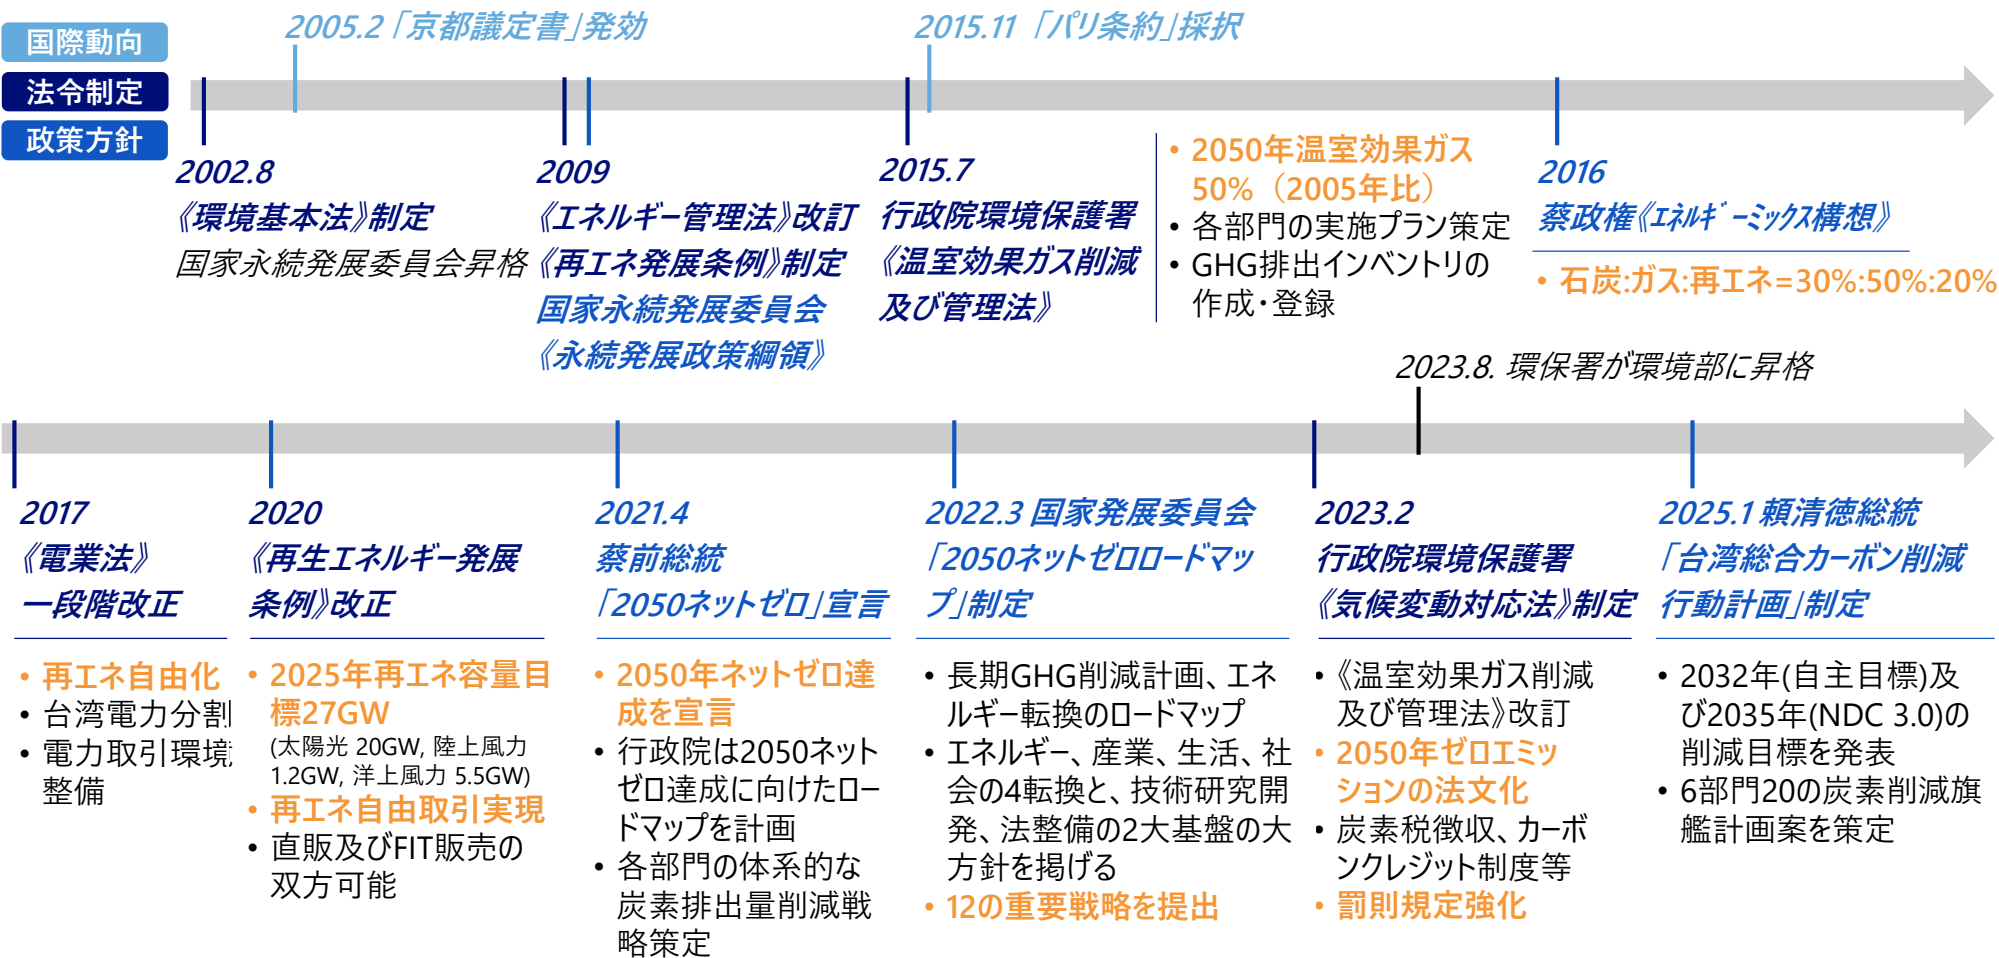 国際動向
法令制定
政策方針
2005.2「京都議定書」発効
2015.11「パリ条約」採択
2002.8
《環境基本法》制定
国家永続発展委員会昇格
2009
《エネルギー管理法》改訂
《再エネ発展条例》制定
国家永続発展委員会
《永続発展政策綱領》
2015.7
行政院環境保護署
《温室効果ガス削減
及び管理法》
• 2050年温室効果ガス
50%（2005年比）
• 各部門の実施プラン策定
• GHG排出インベントリの
作成・登録
2016
蔡政権《エネルギーミックス構想》
• 石炭:ガス:再エネ=30%:50%:20%
2023.8. 環保署が環境部に昇格
2017
《電業法》
一段階改正
• 再エネ自由化
• 台湾電力分割
• 電力取引環境
整備
2020
《再生エネルギー発展
条例》改正
• 2025年再エネ容量目
標27GW
(太陽光 20GW, 陸上風力
1.2GW, 洋上風力 5.5GW)
• 再エネ自由取引実現
• 直販及びFIT販売の
双方可能
2021.4
蔡前総統
「2050ネットゼロ」宣言
• 2050年ネットゼロ達
成を宣言
• 行政院は2050ネット
ゼロ達成に向けたロー
ドマップを計画
• 各部門の体系的な
炭素排出量削減戦
略策定
2022.3 国家発展委員会
「2050ネットゼロロードマッ
プ」制定
• 長期GHG削減計画、エネ
ルギー転換のロードマップ
• エネルギー、産業、生活、社
会の4転換と、技術研究開
発、法整備の2大基盤の大
方針を掲げる
• 12の重要戦略を提出
2023.2
行政院環境保護署
《気候変動対応法》制定
• 《温室効果ガス削減
及び管理法》改訂
• 2050年ゼロエミッ
ションの法文化
• 炭素税徴収、カーボ
ンクレジット制度等
• 罰則規定強化
2025.1 頼清徳総統
「台湾総合カーボン削減
行動計画」制定
• 2032年(自主目標)及
び2035年(NDC 3.0)の
削減目標を発表
• 6部門20の炭素削減旗
艦計画案を策定